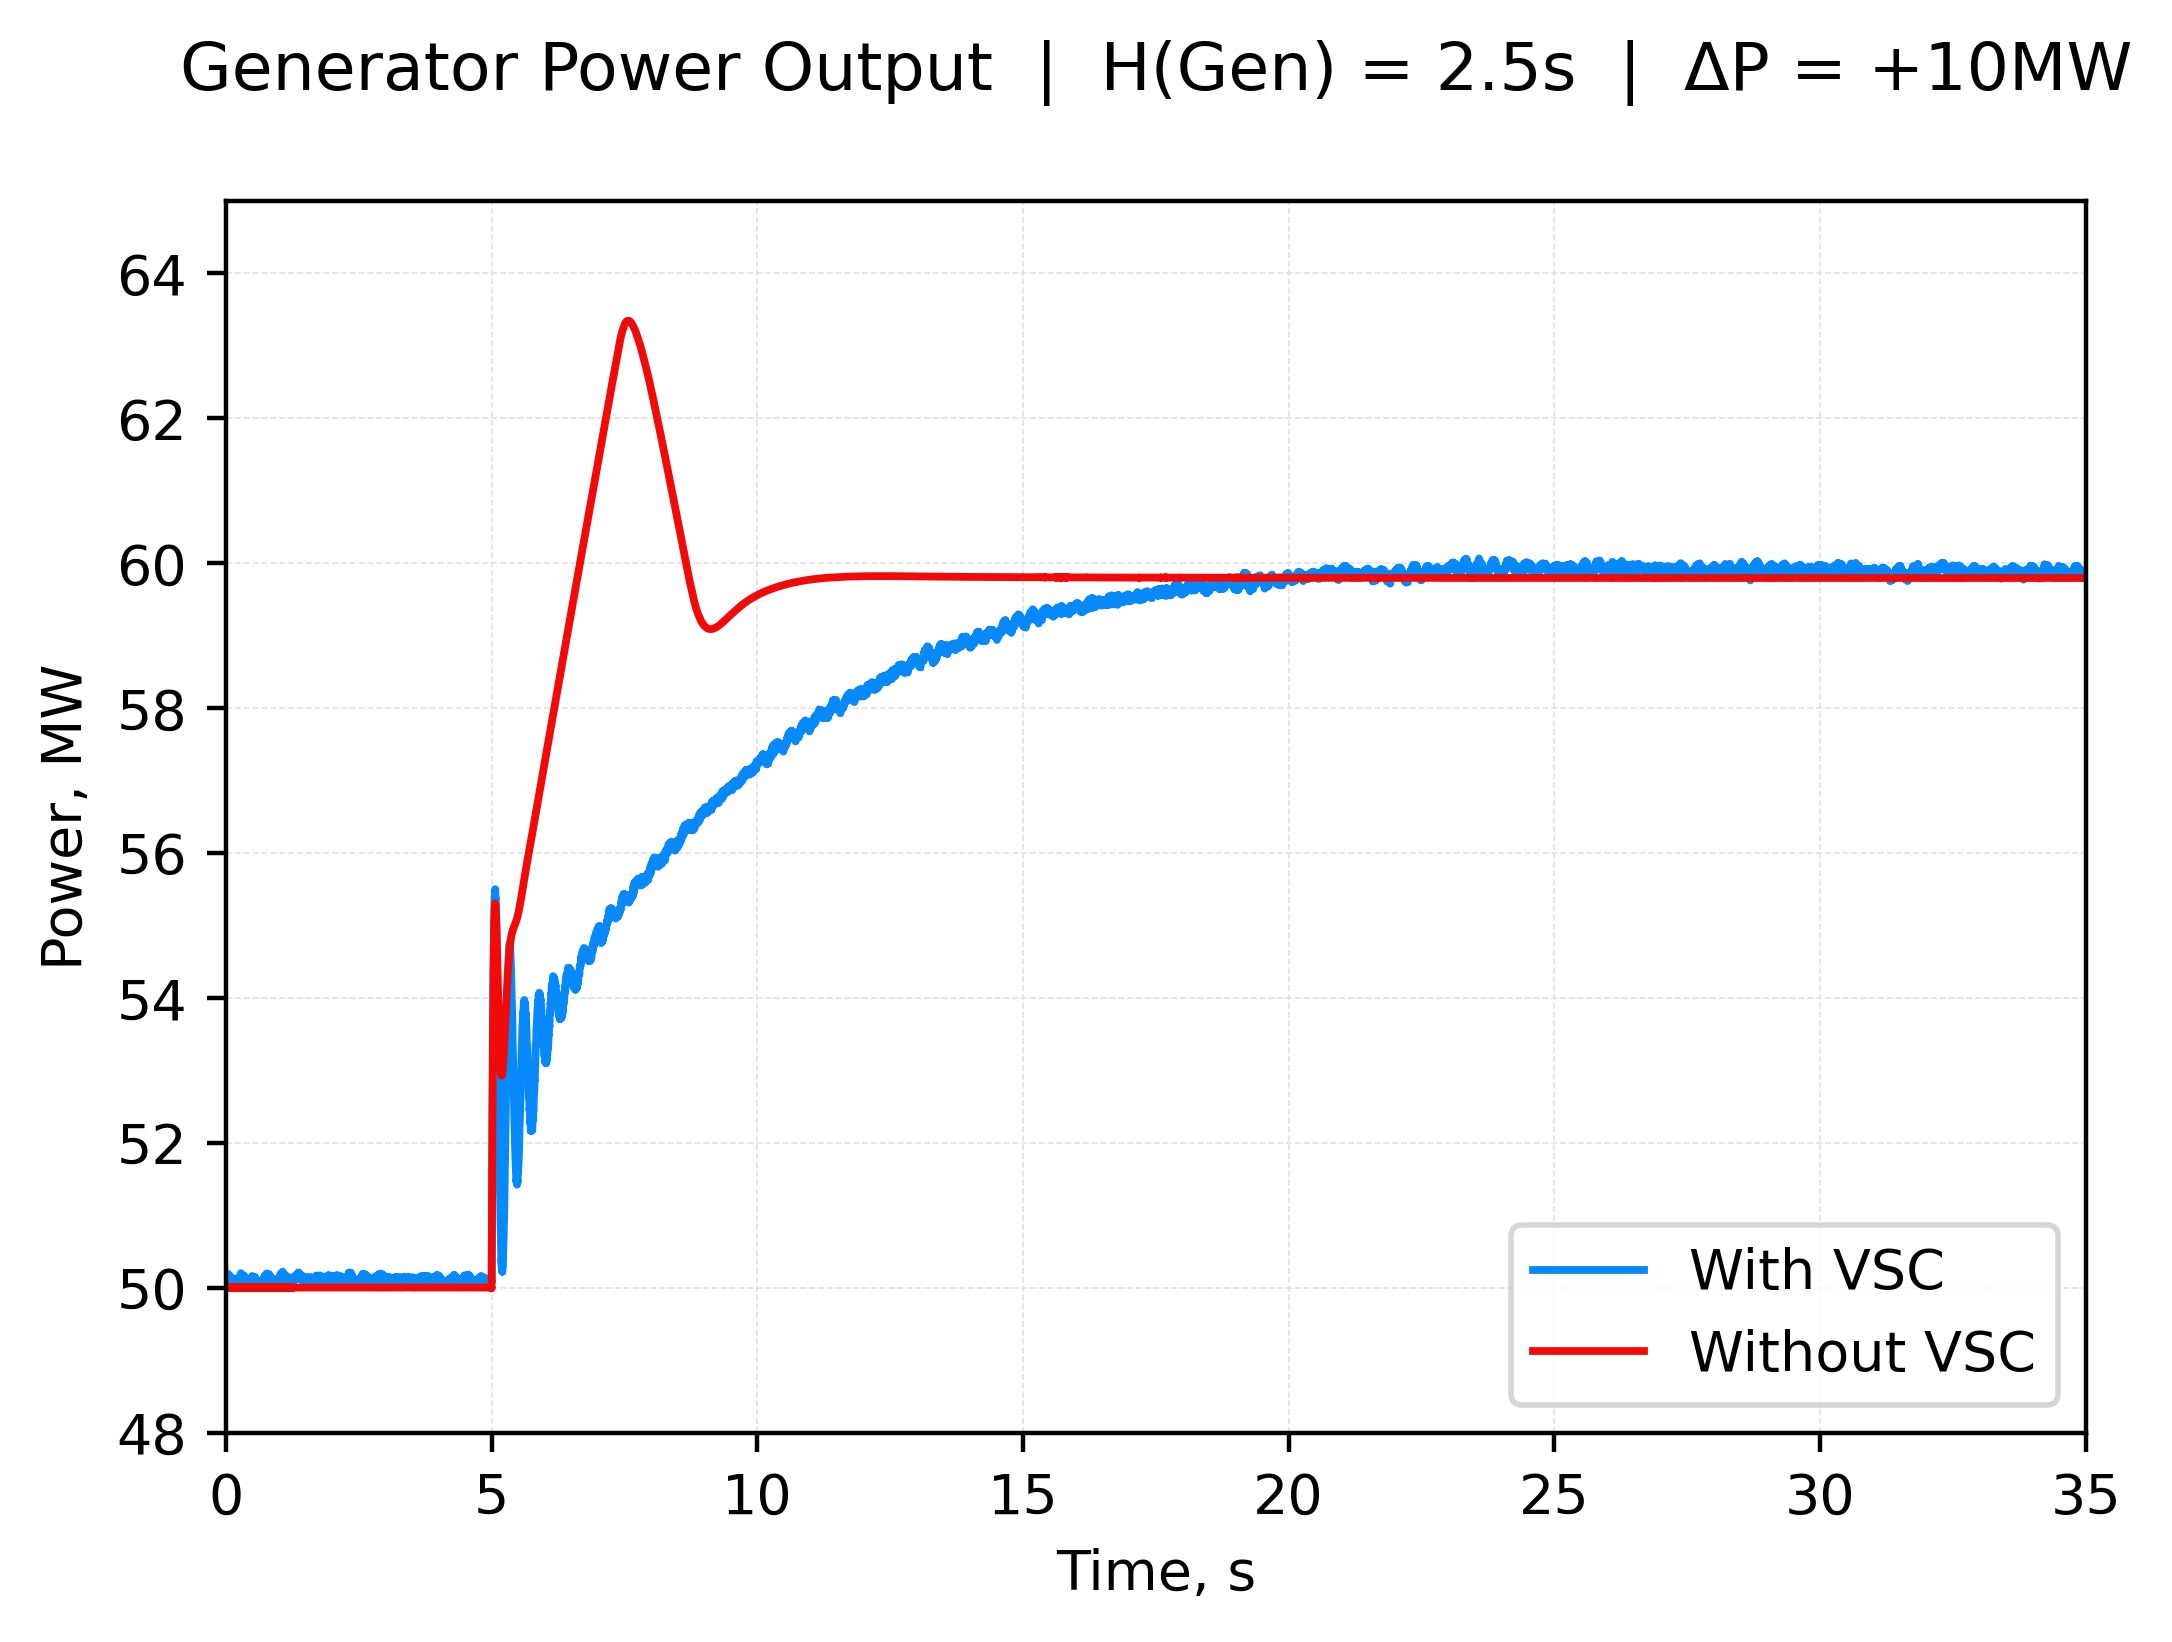 Generator Power Output | H(Gen) = 2.5s | ΔP = +10MW
64
62
60
58
56
54
52
50
48
Power, MW
With VSC
Without VSC
0 5 10 15 20 25 30 35
Time, s